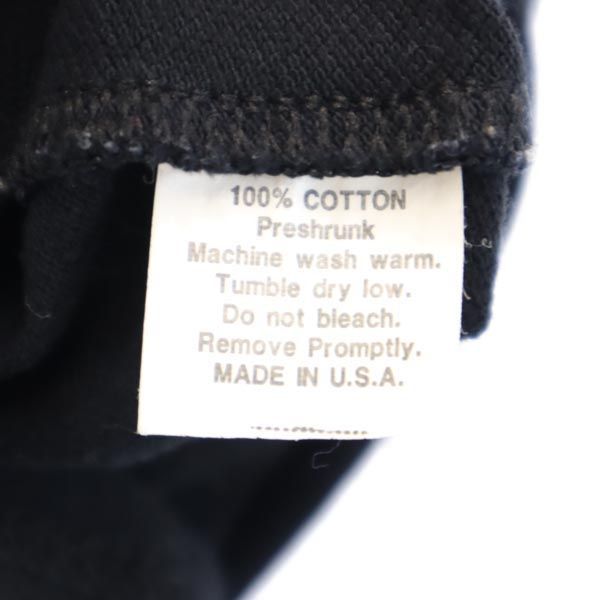 100% COTTON
Preshrunk
Machine wash warm.
Tumble dry low.
Do not bleach.
Remove Promptly.
MADE IN U.S.A.